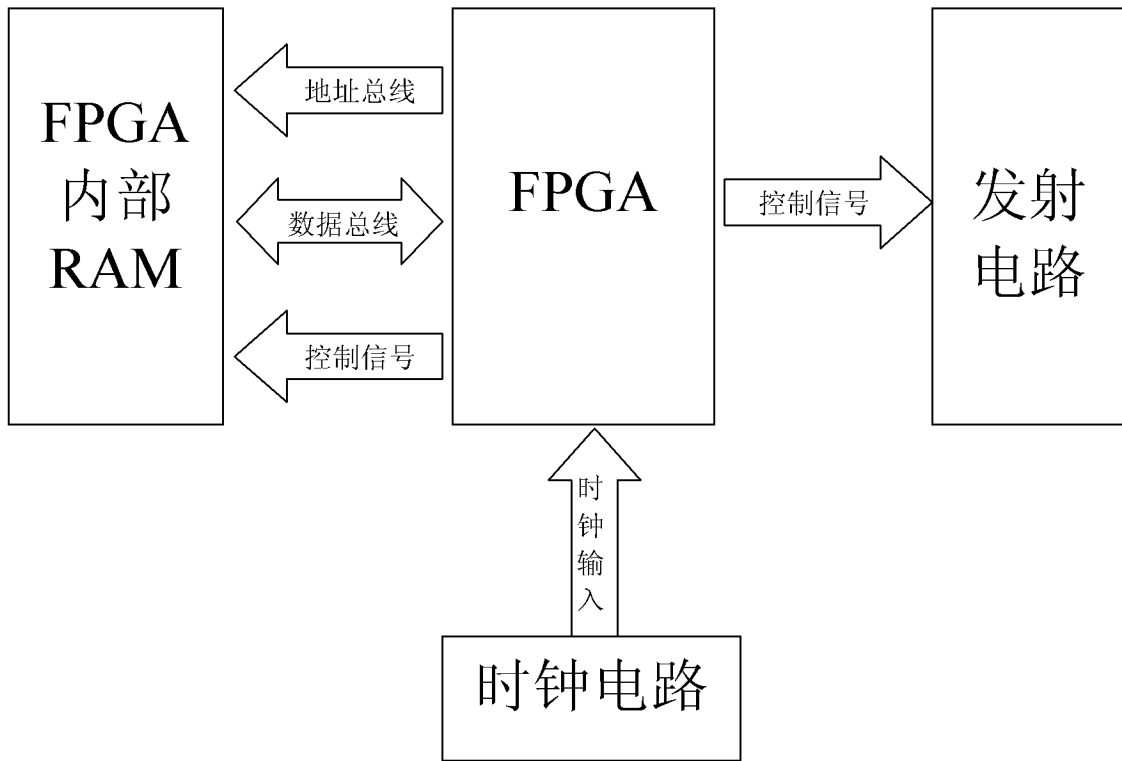 FPGA
内部
RAM
地址总线
数据总线
控制信号
FPGA
控制信号
发射
电路
时
钟
输
入
时钟电路